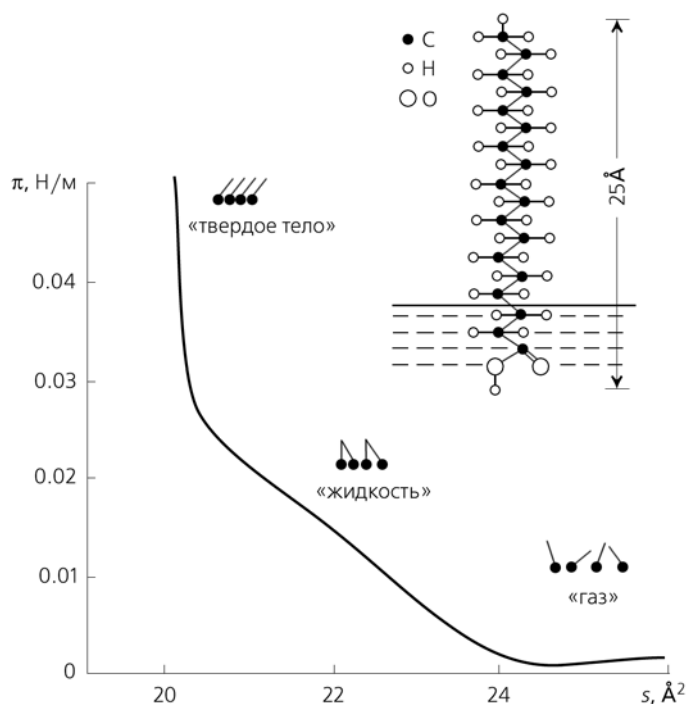 C
H
O
25Å
π, Н/м
«твердое тело»
0.04
0.03
0.02
«жидкость»
0.01
«газ»
0
20
22
24
s, Å²